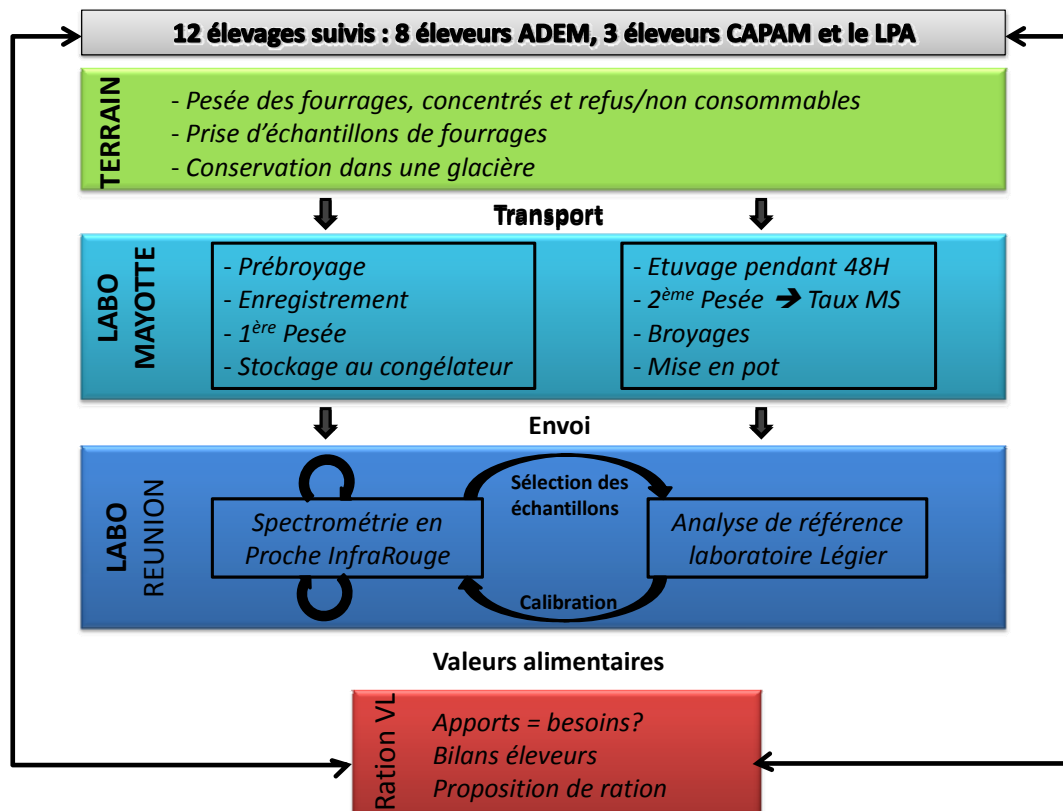 12 élevages suivis : 8 éleveurs ADEM, 3 éleveurs CAPAM et le LPA
TERRAIN
- Pesée des fourrages, concentrés et refus/non consommables
- Prise d'échantillons de fourrages
- Conservation dans une glacière
Transport
LABO
MAYOTTE
- Prébroyage
- Enregistrement
- 1ère Pesée
- Stockage au congélateur
- Etuvage pendant 48H
- 2ème Pesée ➔ Taux MS
- Broyages
- Mise en pot
Envoi
LABO
REUNION
Spectrométrie en
Proche InfraRouge
Sélection des
échantillons
Calibration
Analyse de référence
laboratoire Légier
Valeurs alimentaires
Ration VL
Apports = besoins?
Bilans éleveurs
Proposition de ration